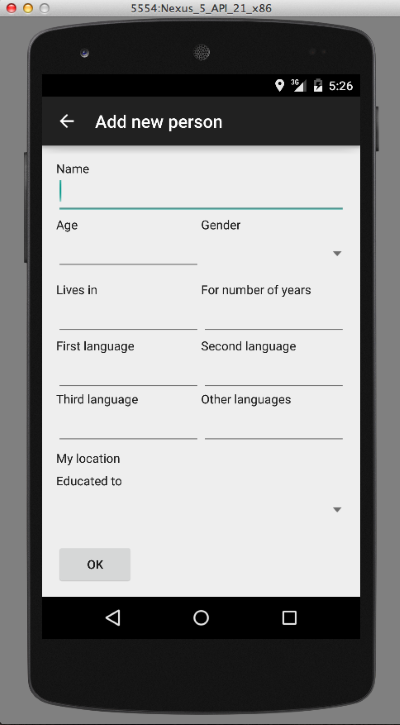 5554:Nexus_5_API_21_x86
3G 5:26
Add new person
Name
Age Gender
Lives in For number of years
First language Second language
Third language Other languages
My location
Educated to
OK